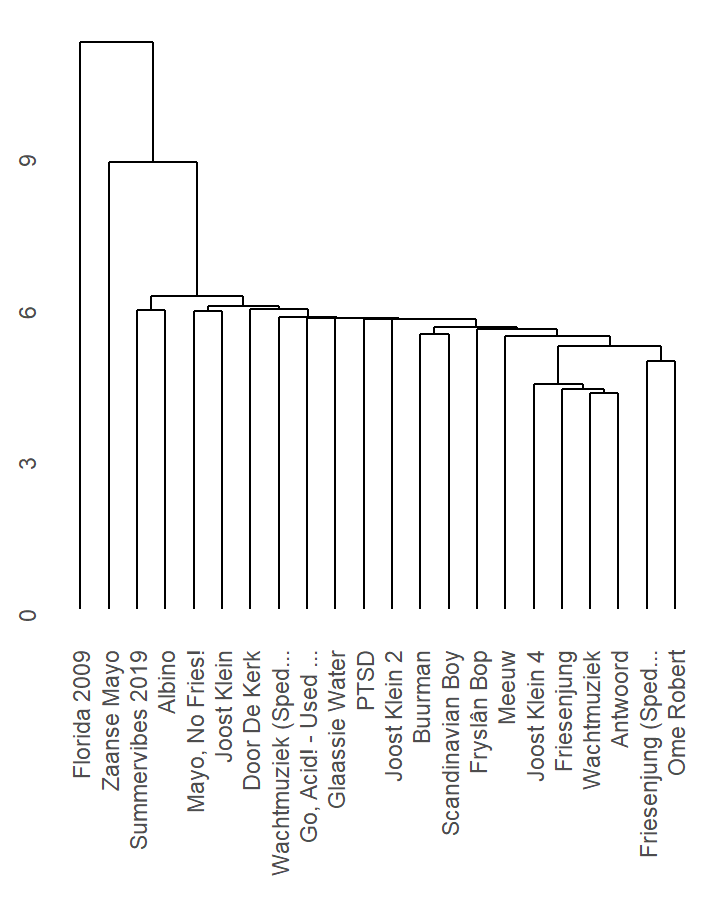 9
6
3
0
Florida 2009
Zaanse Mayo
Summervibes 2019
Albino
Mayo, No Fries!
Joost Klein
Door De Kerk
Wachtmuziek (Sped...
Go, Acid! - Used ...
Glaassie Water
PTSD
Joost Klein 2
Buurman
Scandinavian Boy
Fryslân Bop
Meeuw
Joost Klein 4
Friesenjung
Wachtmuziek
Antwoord
Friesenjung (Sped...
Ome Robert